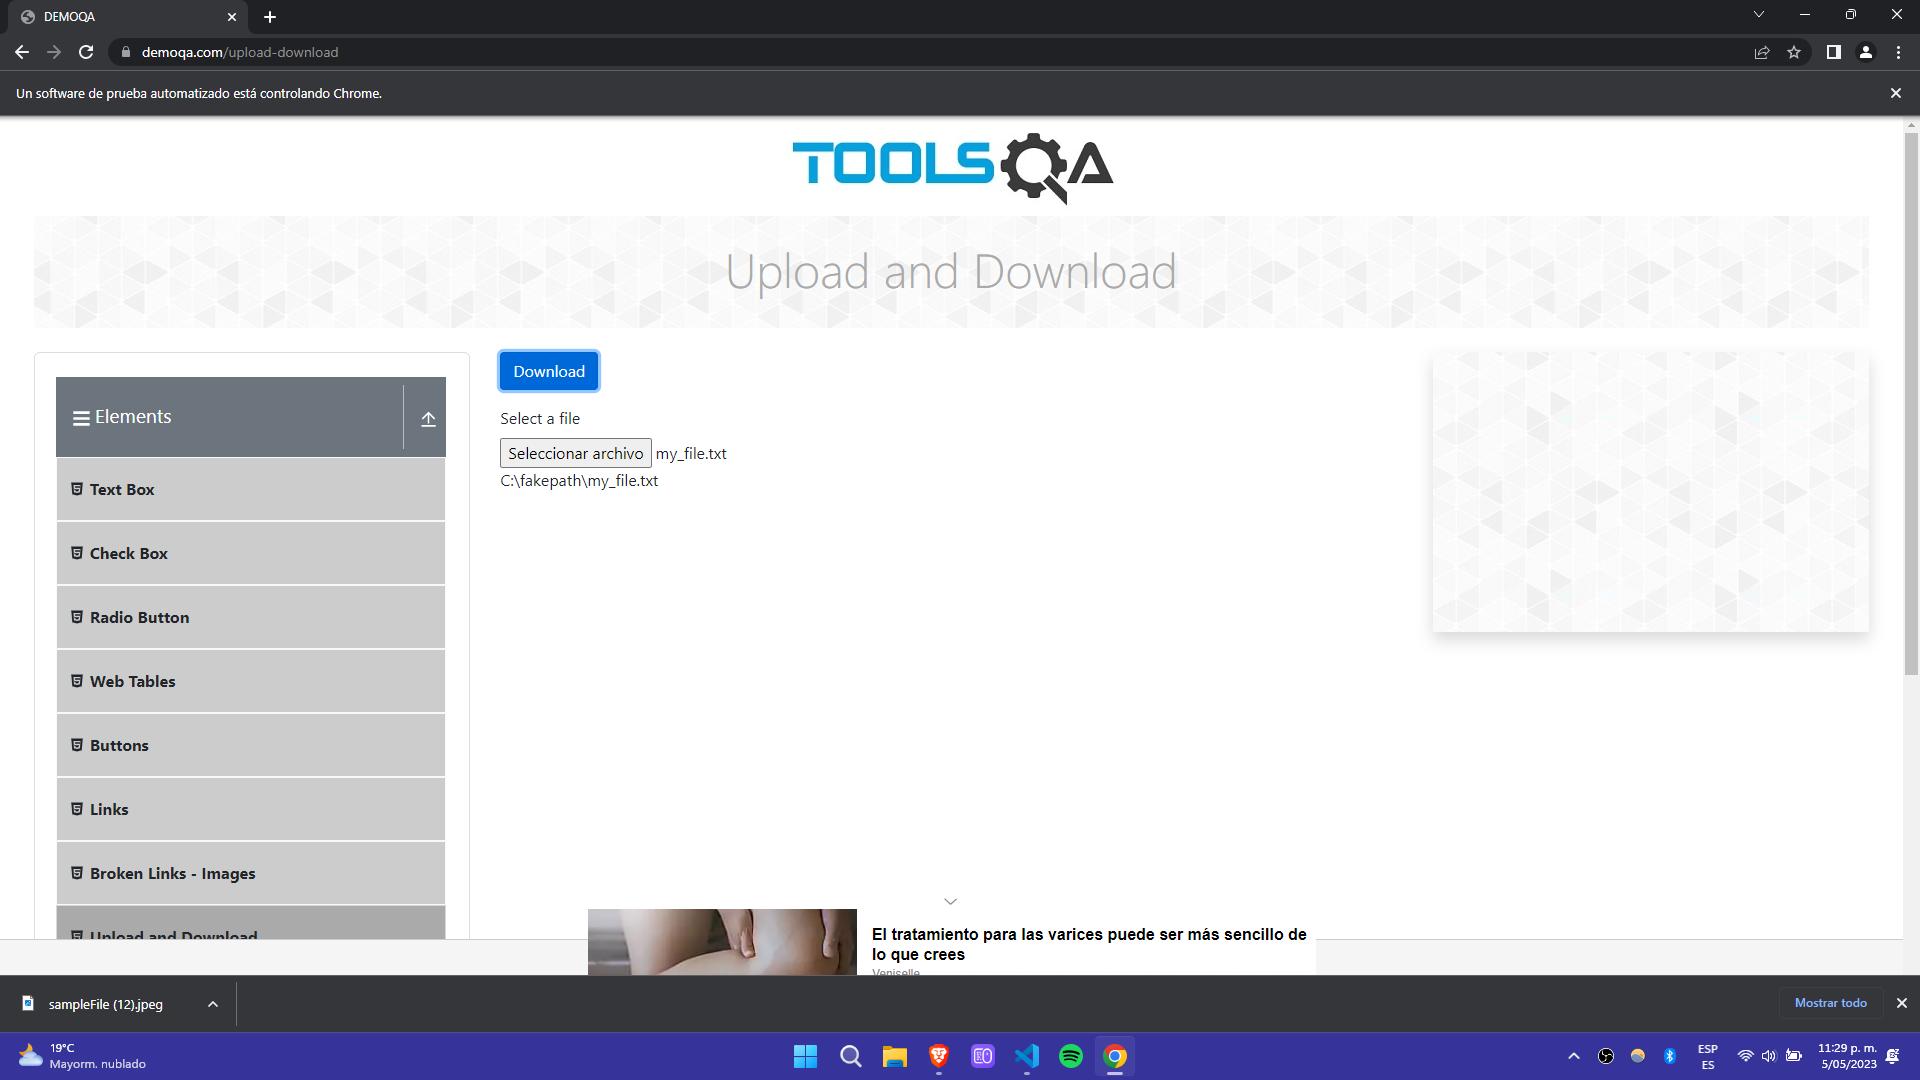 DEMOQA
demoqa.com/upload-download
Un software de prueba automatizado está controlando Chrome.
TOOLSQA
Upload and Download
Elements
Text Box
Check Box
Radio Button
Web Tables
Buttons
Links
Broken Links - Images
Upload and Download
Download
Select a file
Seleccionar archivo my_file.txt
C:\fakepath\my_file.txt
El tratamiento para las varices puede ser más sencillo de
lo que crees
Veniselle
sampleFile (12).jpeg
Mostrar todo
19°C
Mayorm. nublado
ESP
ES
11:29 p. m.
5/05/2023